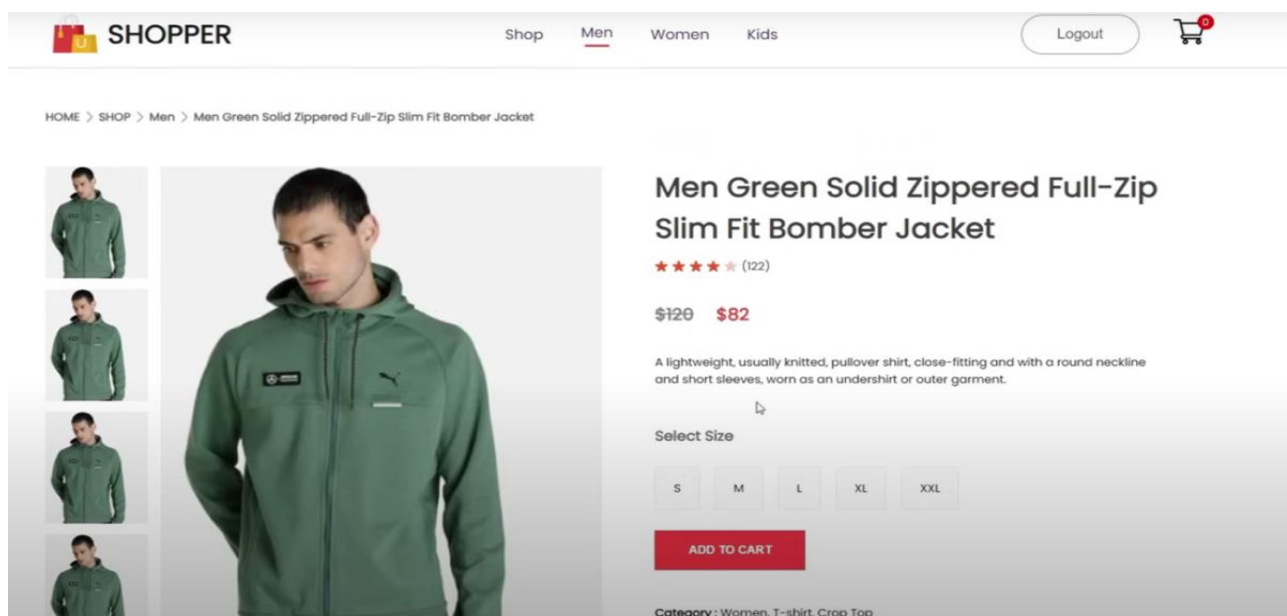 SHOPPER
Shop Men Women Kids
Logout
0
HOME > SHOP > Men > Men Green Solid Zippered Full-Zip Slim Fit Bomber Jacket
Men Green Solid Zippered Full-Zip
Slim Fit Bomber Jacket
(122)
$120 $82
A lightweight, usually knitted, pullover shirt, close-fitting and with a round neckline
and short sleeves, worn as an undershirt or outer garment.
Select Size
S M L XL XXL
ADD TO CART
Category : Women, T-shirt, Crop Top